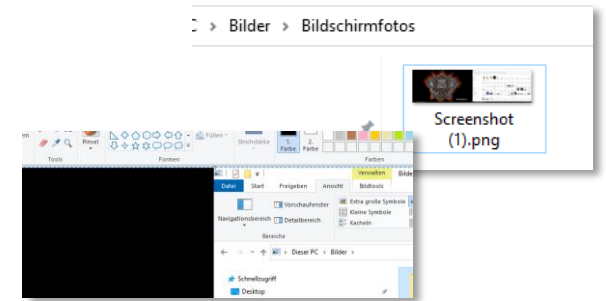 Bilder > Bildschirmfotos
Screenshot
(1).png
Pinsel
Füllen
Strichstärke
1.
Farbe
2.
Farbe
Tools
Formen
Farben
Verwalten
Datei
Start
Freigeben
Ansicht
Bildtools
Navigationsbereich
Vorschaufenster
Detailbereich
Extra große Symbole
Kleine Symbole
Kacheln
Bereiche
Dieser PC > Bilder >
Schnellzugriff
Desktop